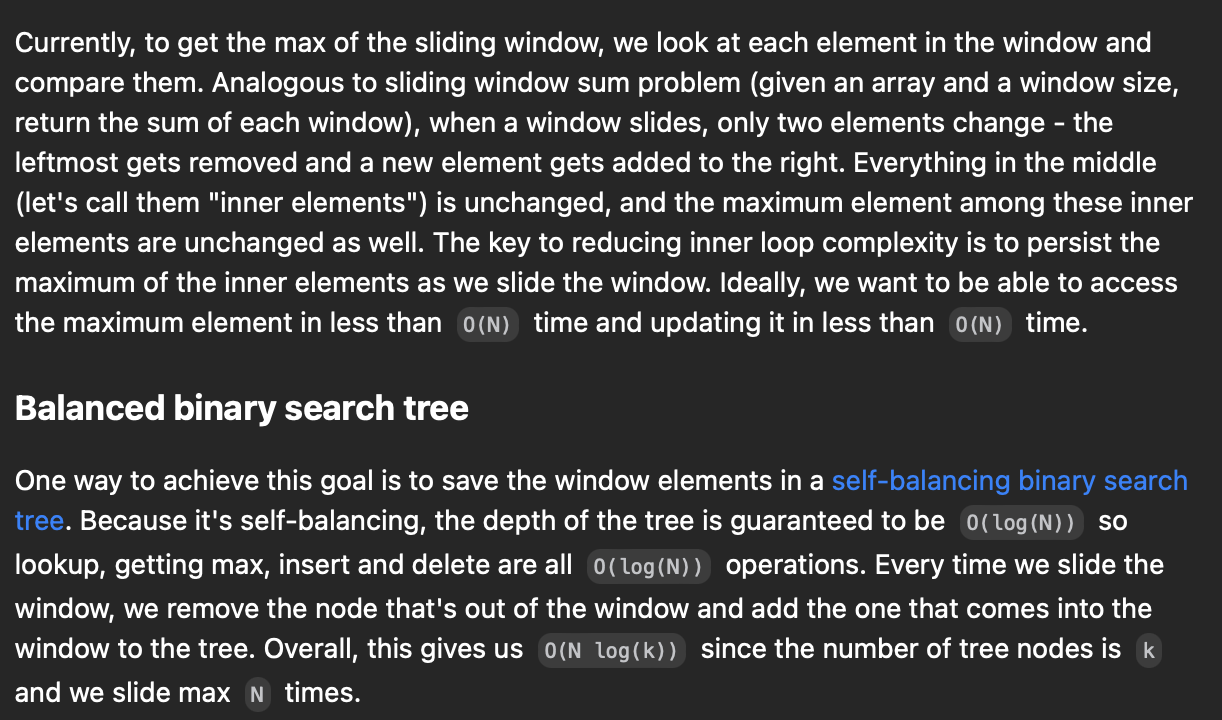 Currently, to get the max of the sliding window, we look at each element in the window and
compare them. Analogous to sliding window sum problem (given an array and a window size,
return the sum of each window), when a window slides, only two elements change - the
leftmost gets removed and a new element gets added to the right. Everything in the middle
(let's call them "inner elements") is unchanged, and the maximum element among these inner
elements are unchanged as well. The key to reducing inner loop complexity is to persist the
maximum of the inner elements as we slide the window. Ideally, we want to be able to access
the maximum element in less than O(N) time and updating it in less than O(N) time.
Balanced binary search tree
One way to achieve this goal is to save the window elements in a self-balancing binary search
tree. Because it's self-balancing, the depth of the tree is guaranteed to be O(log(N)) so
lookup, getting max, insert and delete are all O(log(N)) operations. Every time we slide the
window, we remove the node that's out of the window and add the one that comes into the
window to the tree. Overall, this gives us O(N log(k)) since the number of tree nodes is k
and we slide max N times.